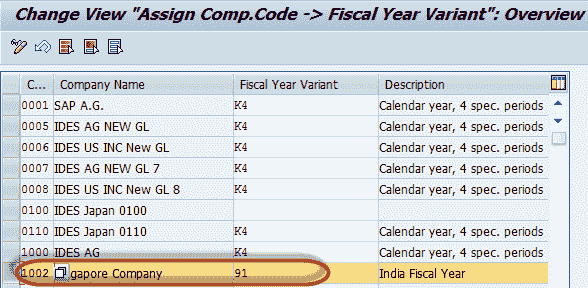 Change View "Assign Comp.Code -> Fiscal Year Variant": Overview
C... Company Name Fiscal Year Variant Description
0001 SAP A.G. K4 Calendar year, 4 spec. periods
0005 IDES AG NEW GL K4 Calendar year, 4 spec. periods
0006 IDES US INC New GL K4 Calendar year, 4 spec. periods
0007 IDES AG NEW GL 7 K4 Calendar year, 4 spec. periods
0008 IDES US INC New GL 8 K4 Calendar year, 4 spec. periods
0100 IDES Japan 0100
0110 IDES Japan 0110 K4 Calendar year, 4 spec. periods
1000 IDES AG K4 Calendar year, 4 spec. periods
1002 gapore Company 91 India Fiscal Year